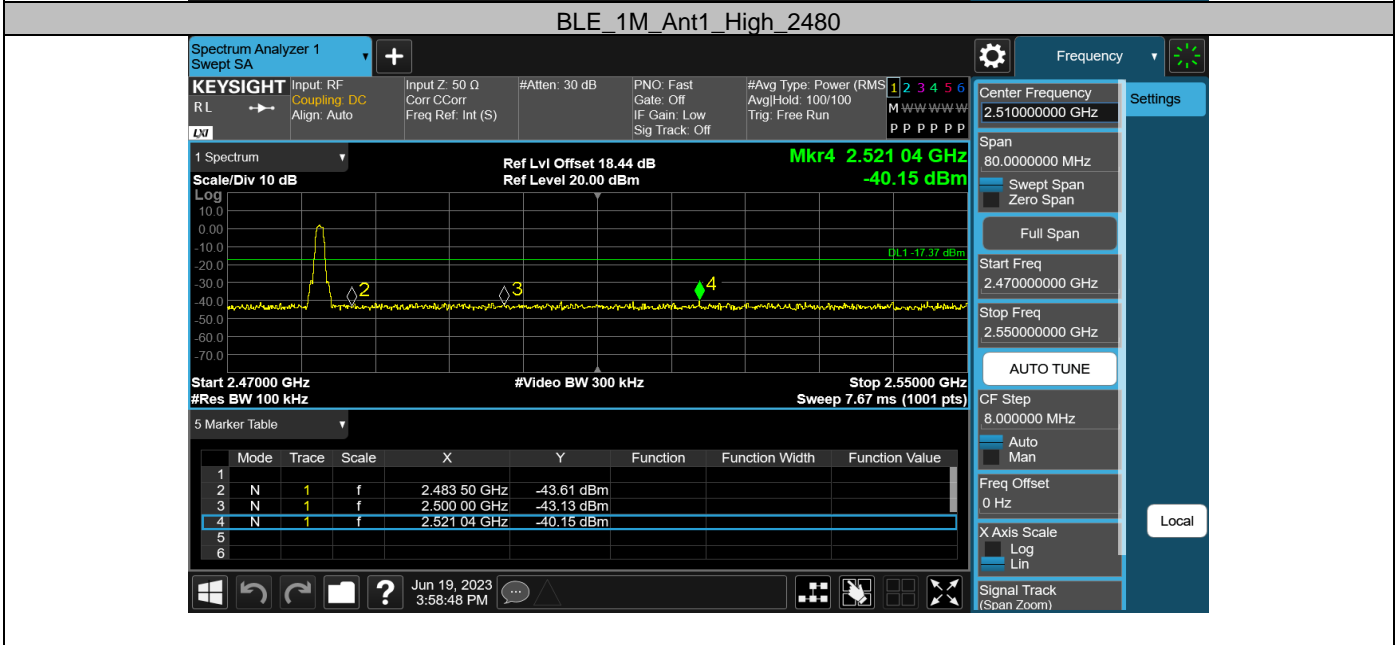 BLE_1M_Ant1_High_2480
Spectrum Analyzer 1
Swept SA
+
Frequency
KEYSIGHT
R L
LXI
Input: RF
Coupling: DC
Align: Auto
Input Z: 50 Ω
Corr CCorr
Freq Ref: Int (S)
#Atten: 30 dB
PNO: Fast
Gate: Off
IF Gain: Low
Sig Track: Off
#Avg Type: Power (RMS
Avg|Hold: 100/100
Trig: Free Run
1 2 3 4 5 6
M W W W W W
P P P P P P
1 Spectrum
Scale/Div 10 dB
Ref Lvl Offset 18.44 dB
Ref Level 20.00 dBm
Mkr4 2.521 04 GHz
-40.15 dBm
Log
10.0
0.00
-10.0
-20.0
-30.0
-40.0
-50.0
-60.0
-70.0
DL1 -17.37 dBm
2
3
4
Start 2.47000 GHz
#Video BW 300 kHz
Stop 2.55000 GHz
#Res BW 100 kHz
Sweep 7.67 ms (1001 pts)
5 Marker Table
Mode Trace Scale X Y Function Function Width Function Value
1
2 N 1 f 2.483 50 GHz -43.61 dBm
3 N 1 f 2.500 00 GHz -43.13 dBm
4 N 1 f 2.521 04 GHz -40.15 dBm
5
6
?
Jun 19, 2023
3:58:48 PM
Center Frequency
2.510000000 GHz
Settings
Span
80.0000000 MHz
Swept Span
Zero Span
Full Span
Start Freq
2.470000000 GHz
Stop Freq
2.550000000 GHz
AUTO TUNE
CF Step
8.000000 MHz
Auto
Man
Freq Offset
0 Hz
Local
X Axis Scale
Log
Lin
Signal Track
(Span Zoom)